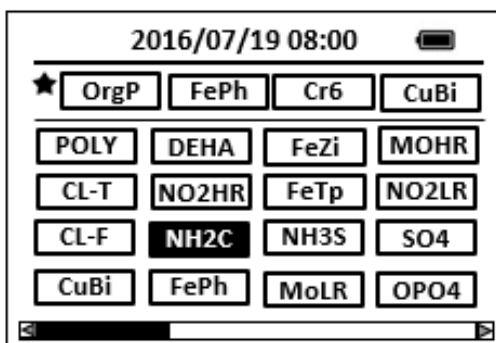 2016/07/19 08:00
OrgP FePh Cr6 CuBi
POLY DEHA FeZi MOHR
CL-T NO2HR FeTp NO2LR
CL-F NH2C NH3S SO4
CuBi FePh MoLR OPO4